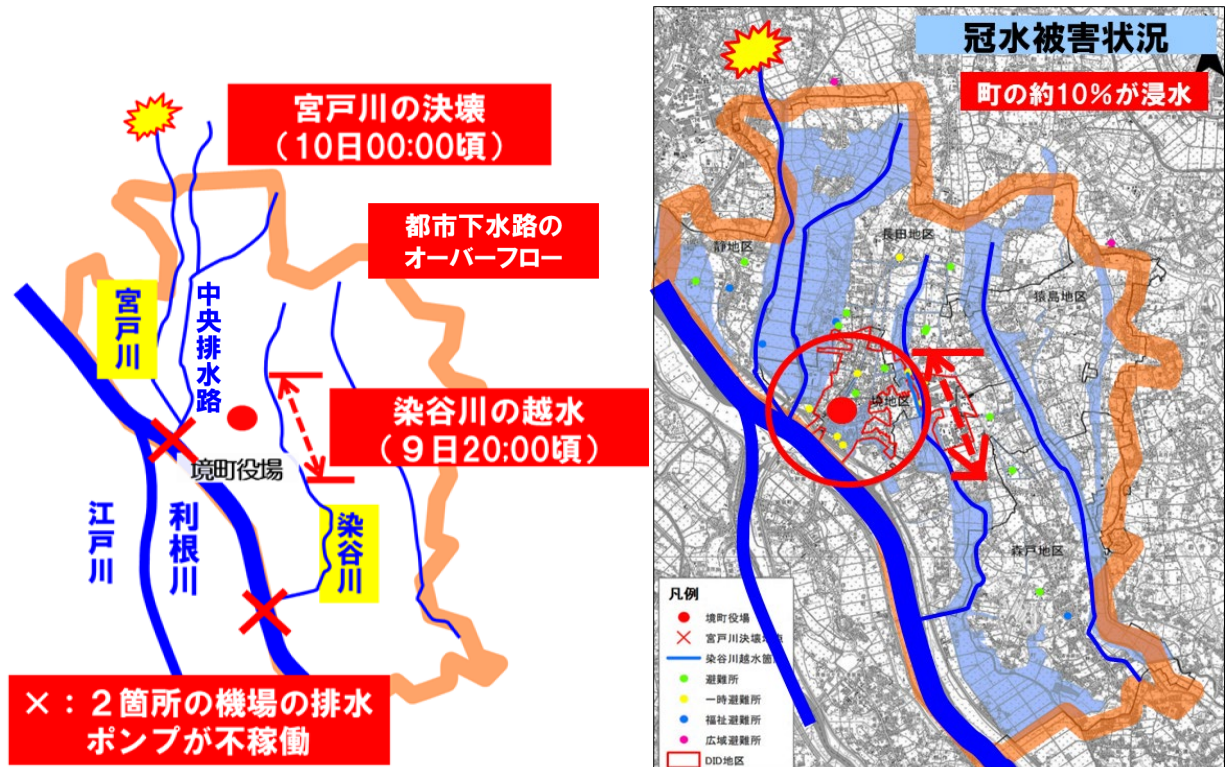 宮戸川の決壊
（10日00:00頃）
都市下水路の
オーバーフロー
宮戸川
中央排水路
染谷川の越水
（９日20;00頃）
境町役場
江戸川
利根川
染谷川
×：２箇所の機場の排水
ポンプが不稼働
冠水被害状況
町の約10％が浸水
静地区
長田地区
猿島地区
境地区
森戸地区
凡例
境町役場
宮戸川決壊地点
染谷川越水箇
避難所
一時避難所
福祉避難所
広域避難所
DID地区